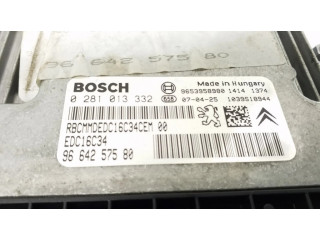 96 642 575 80
BOSCH
Made in Hungary
0 281 013 332
9653958980 1414 1374
07-04-25 1039S18944
RBCMMDEDC16C34CEM 00
EDC16C34
96 642 575 80